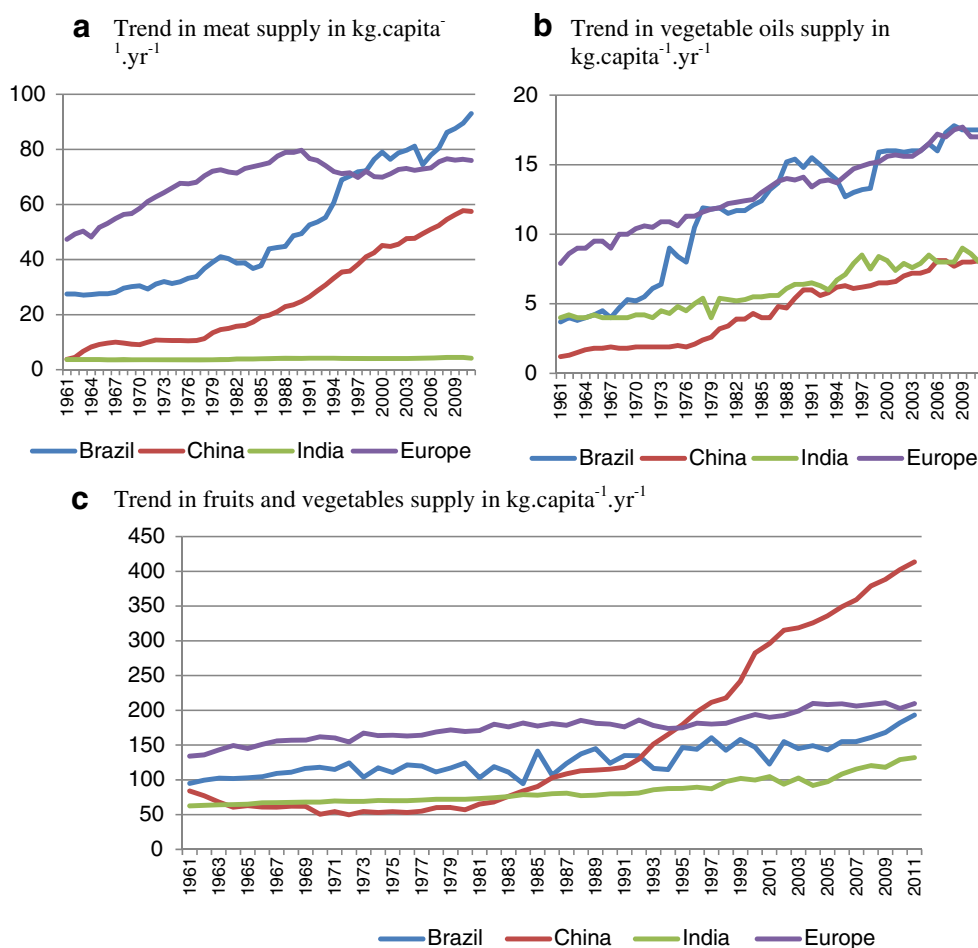 a Trend in meat supply in kg.capita⁻
¹.yr⁻¹
100
80
60
40
20
0
1961 1964 1967 1970 1973 1976 1979 1982 1985 1988 1991 1994 1997 2000 2003 2006 2009
Brazil China India Europe
b Trend in vegetable oils supply in
kg.capita⁻¹.yr⁻¹
20
15
10
5
0
1961 1964 1967 1970 1973 1976 1979 1982 1985 1988 1991 1994 1997 2000 2003 2006 2009
Brazil China India Europe
c Trend in fruits and vegetables supply in kg.capita⁻¹.yr⁻¹
450
400
350
300
250
200
150
100
50
0
1961 1963 1965 1967 1969 1971 1973 1975 1977 1979 1981 1983 1985 1987 1989 1991 1993 1995 1997 1999 2001 2003 2005 2007 2009 2011
Brazil China India Europe